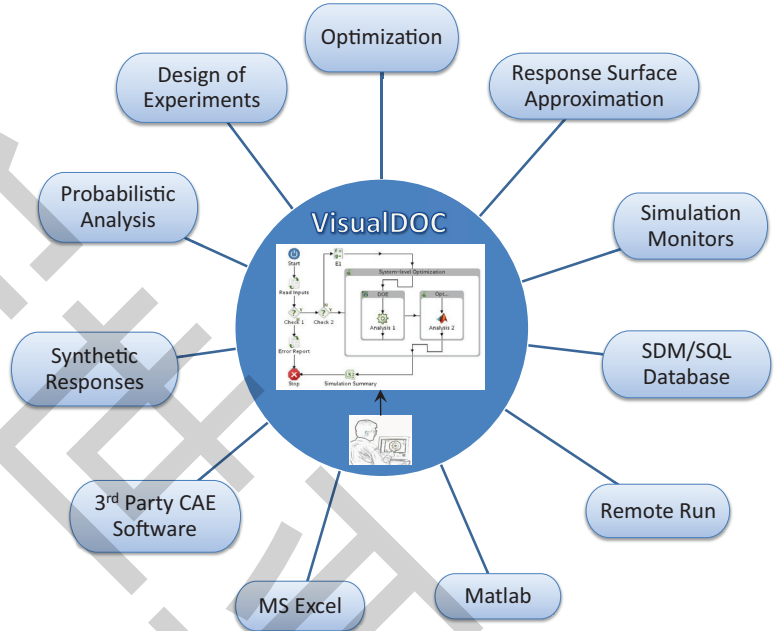 Optimization
Design of
Experiments
Response Surface
Approximation
Probabilistic
Analysis
Simulation
Monitors
VisualDOC
Start
E1
System-level Optimization
Read Inputs
DOE
Opt...
Check 1
Check 2
Analysis 1
Analysis 2
Error Report
Stop
Simulation Summary
Synthetic
Responses
SDM/SQL
Database
3rd Party CAE
Software
Remote Run
MS Excel
Matlab